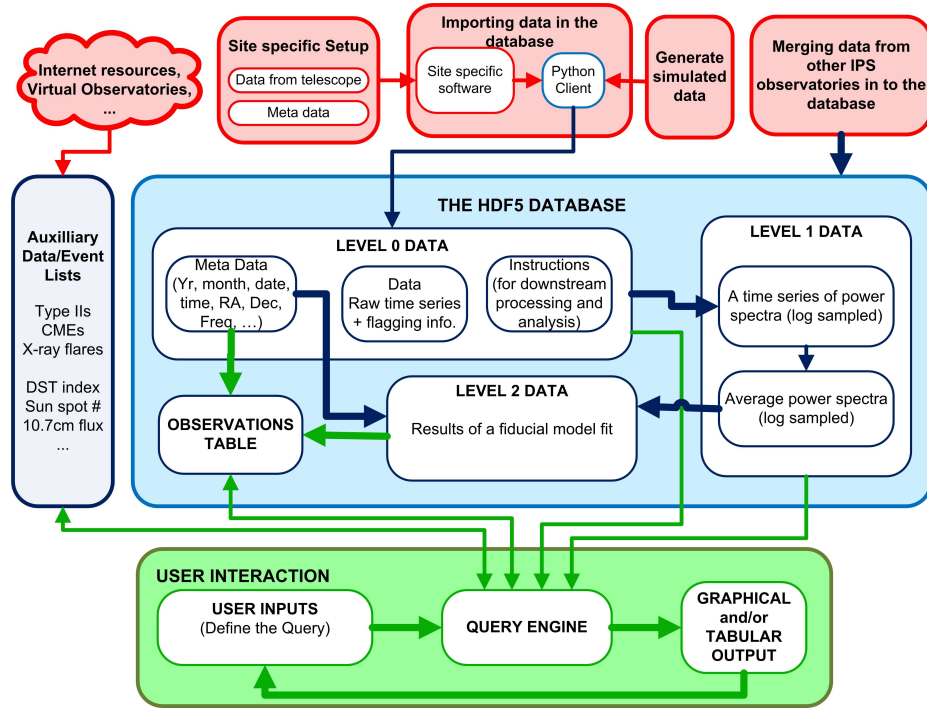 Internet resources,
Virtual Observatories,
...
Site specific Setup
Data from telescope
Meta data
Importing data in the
database
Site specific
software
Python
Client
Generate
simulated
data
Merging data from
other IPS
observatories in to the
database
Auxilliary
Data/Event
Lists
Type IIs
CMEs
X-ray flares
DST index
Sun spot #
10.7cm flux
...
THE HDF5 DATABASE
LEVEL 0 DATA
Meta Data
(Yr, month, date,
time, RA, Dec,
Freq, ...)
Data
Raw time series
+ flagging info.
Instructions
(for downstream
processing and
analysis)
LEVEL 1 DATA
A time series of power
spectra (log sampled)
Average power spectra
(log sampled)
LEVEL 2 DATA
Results of a fiducial model fit
OBSERVATIONS
TABLE
USER INTERACTION
USER INPUTS
(Define the Query)
QUERY ENGINE
GRAPHICAL
and/or
TABULAR
OUTPUT